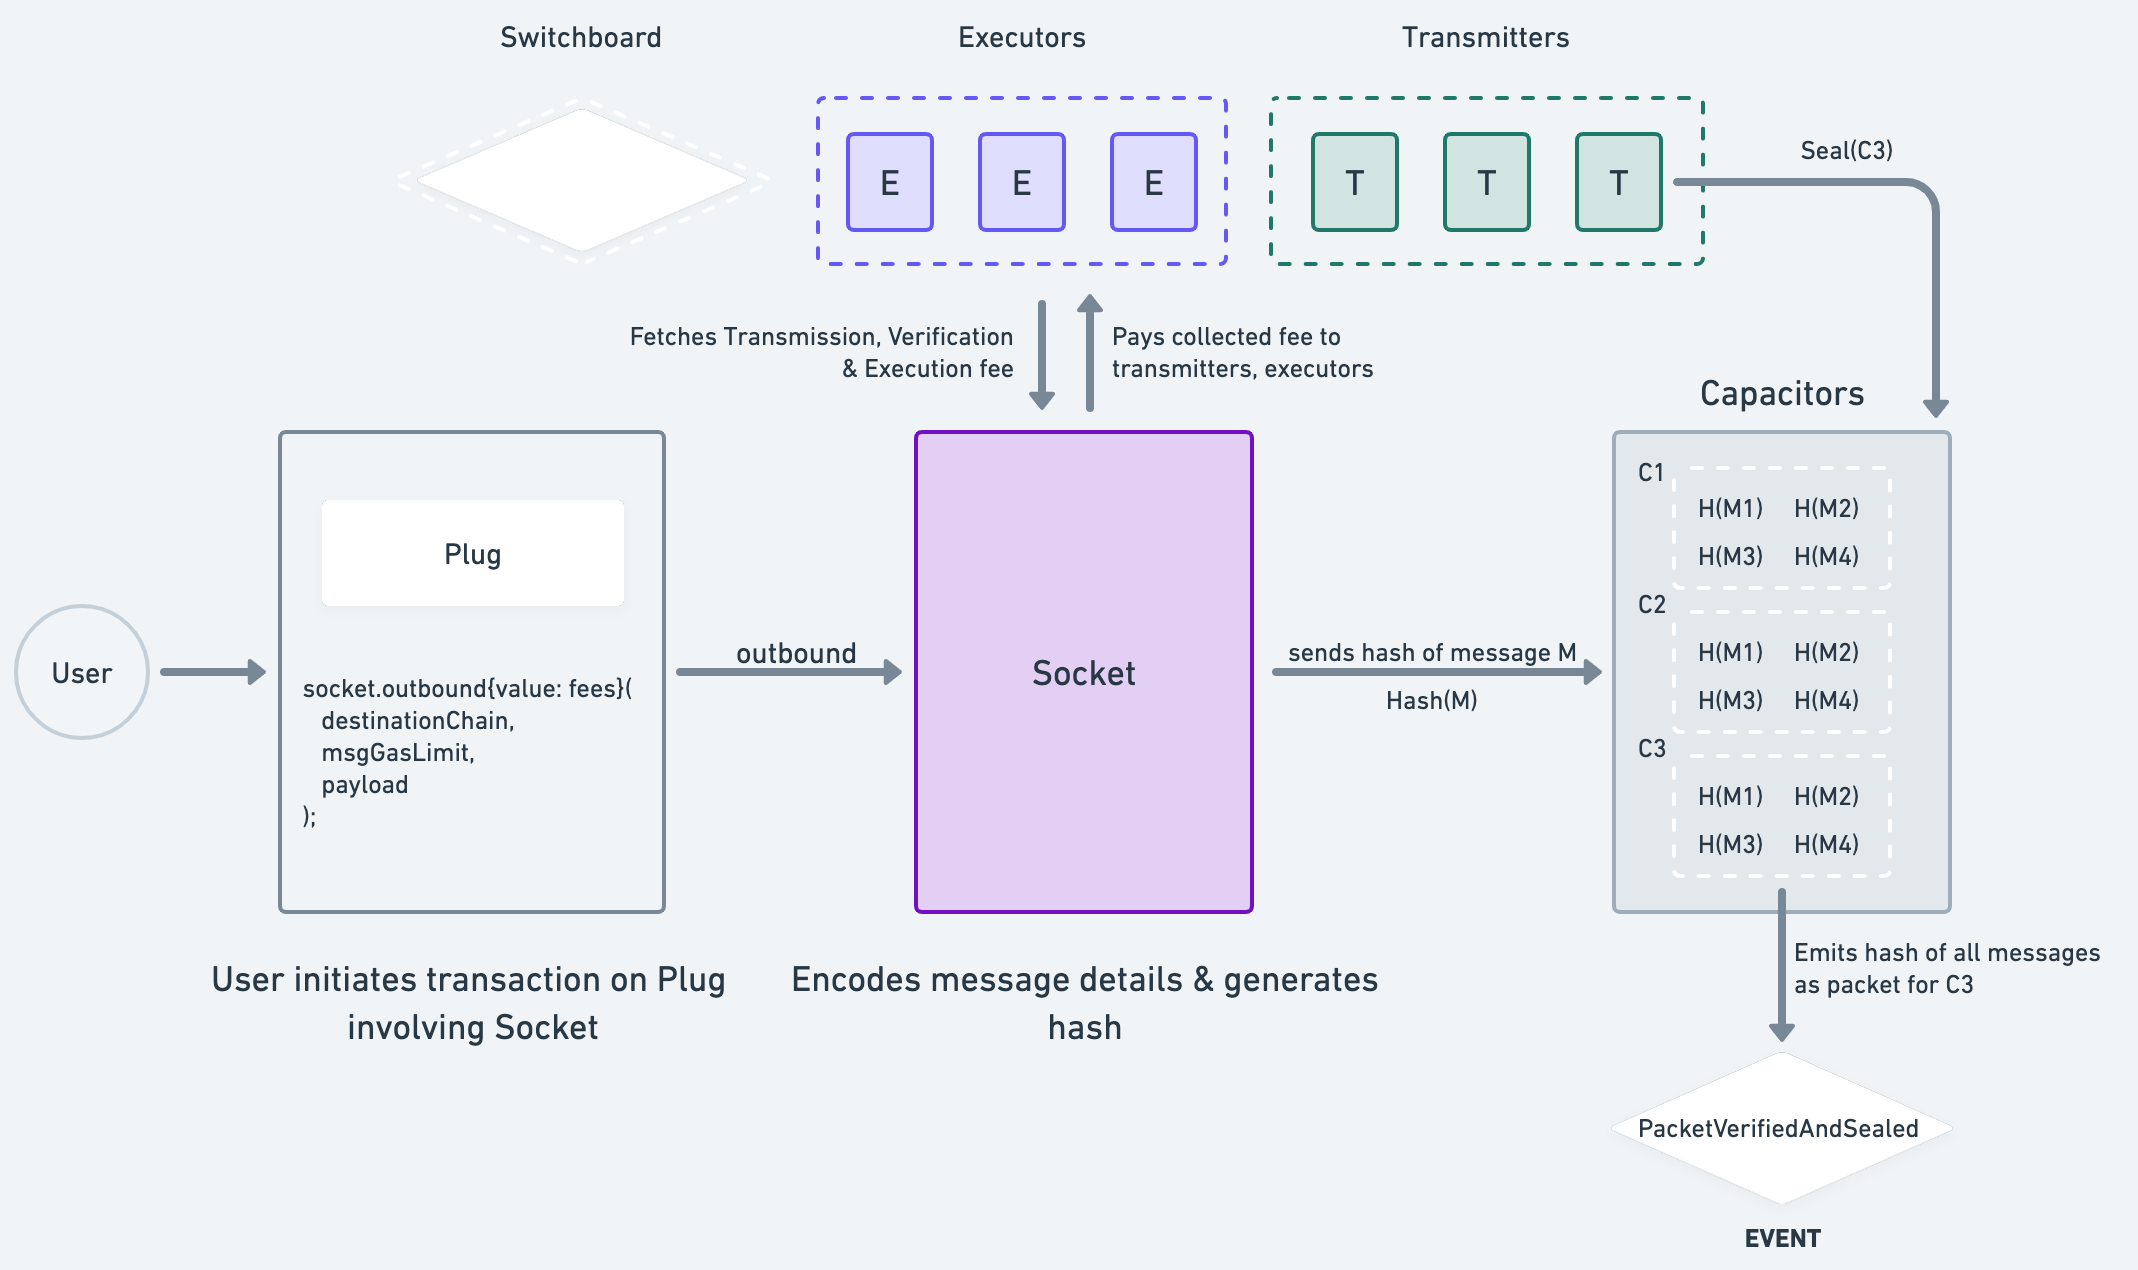 Switchboard
Executors
Transmitters
E
E
E
T
T
T
Seal(C3)
Fetches Transmission, Verification
& Execution fee
Pays collected fee to
transmitters, executors
Capacitors
User
Plug
socket.outbound{value: fees}(
destinationChain,
msgGasLimit,
payload
);
outbound
Socket
sends hash of message M
Hash(M)
C1
H(M1) H(M2)
H(M3) H(M4)
C2
H(M1) H(M2)
H(M3) H(M4)
C3
H(M1) H(M2)
H(M3) H(M4)
User initiates transaction on Plug
involving Socket
Encodes message details & generates
hash
Emits hash of all messages
as packet for C3
PacketVerifiedAndSealed
EVENT